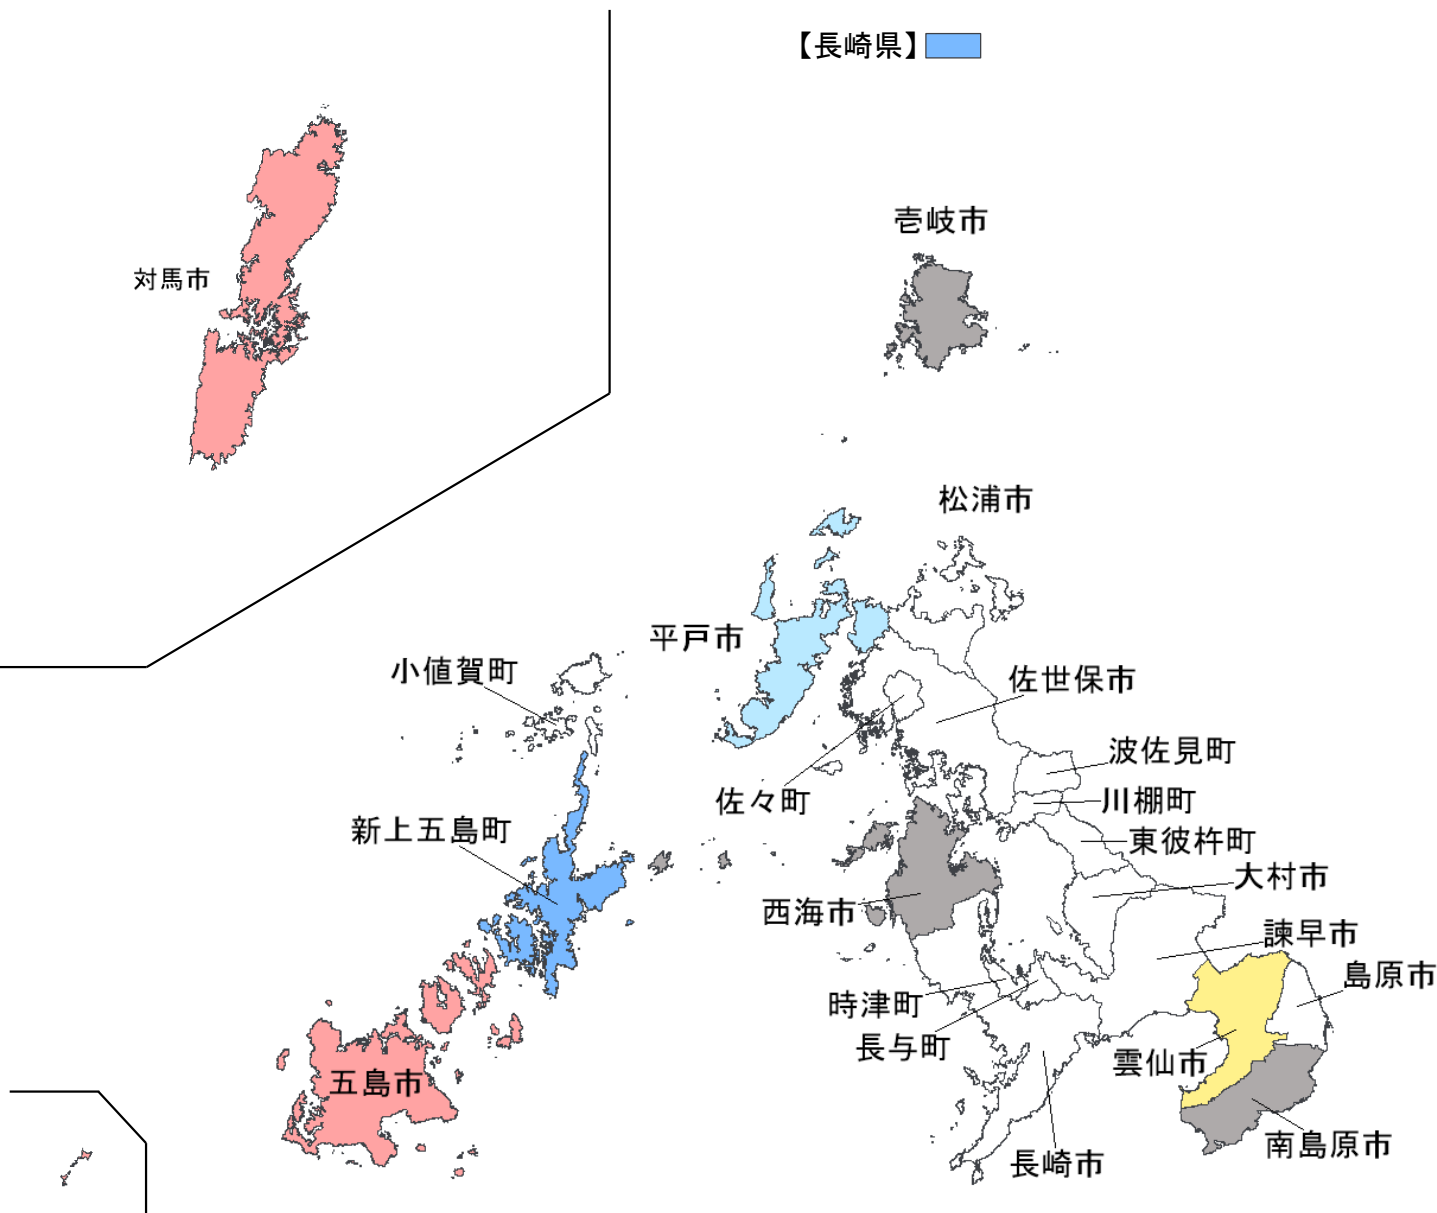 【長崎県】
壱岐市
対馬市
松浦市
平戸市
小値賀町
佐世保市
波佐見町
佐々町
川棚町
新上五島町
東彼杵町
大村市
西海市
諫早市
島原市
時津町
長与町
雲仙市
五島市
南島原市
長崎市